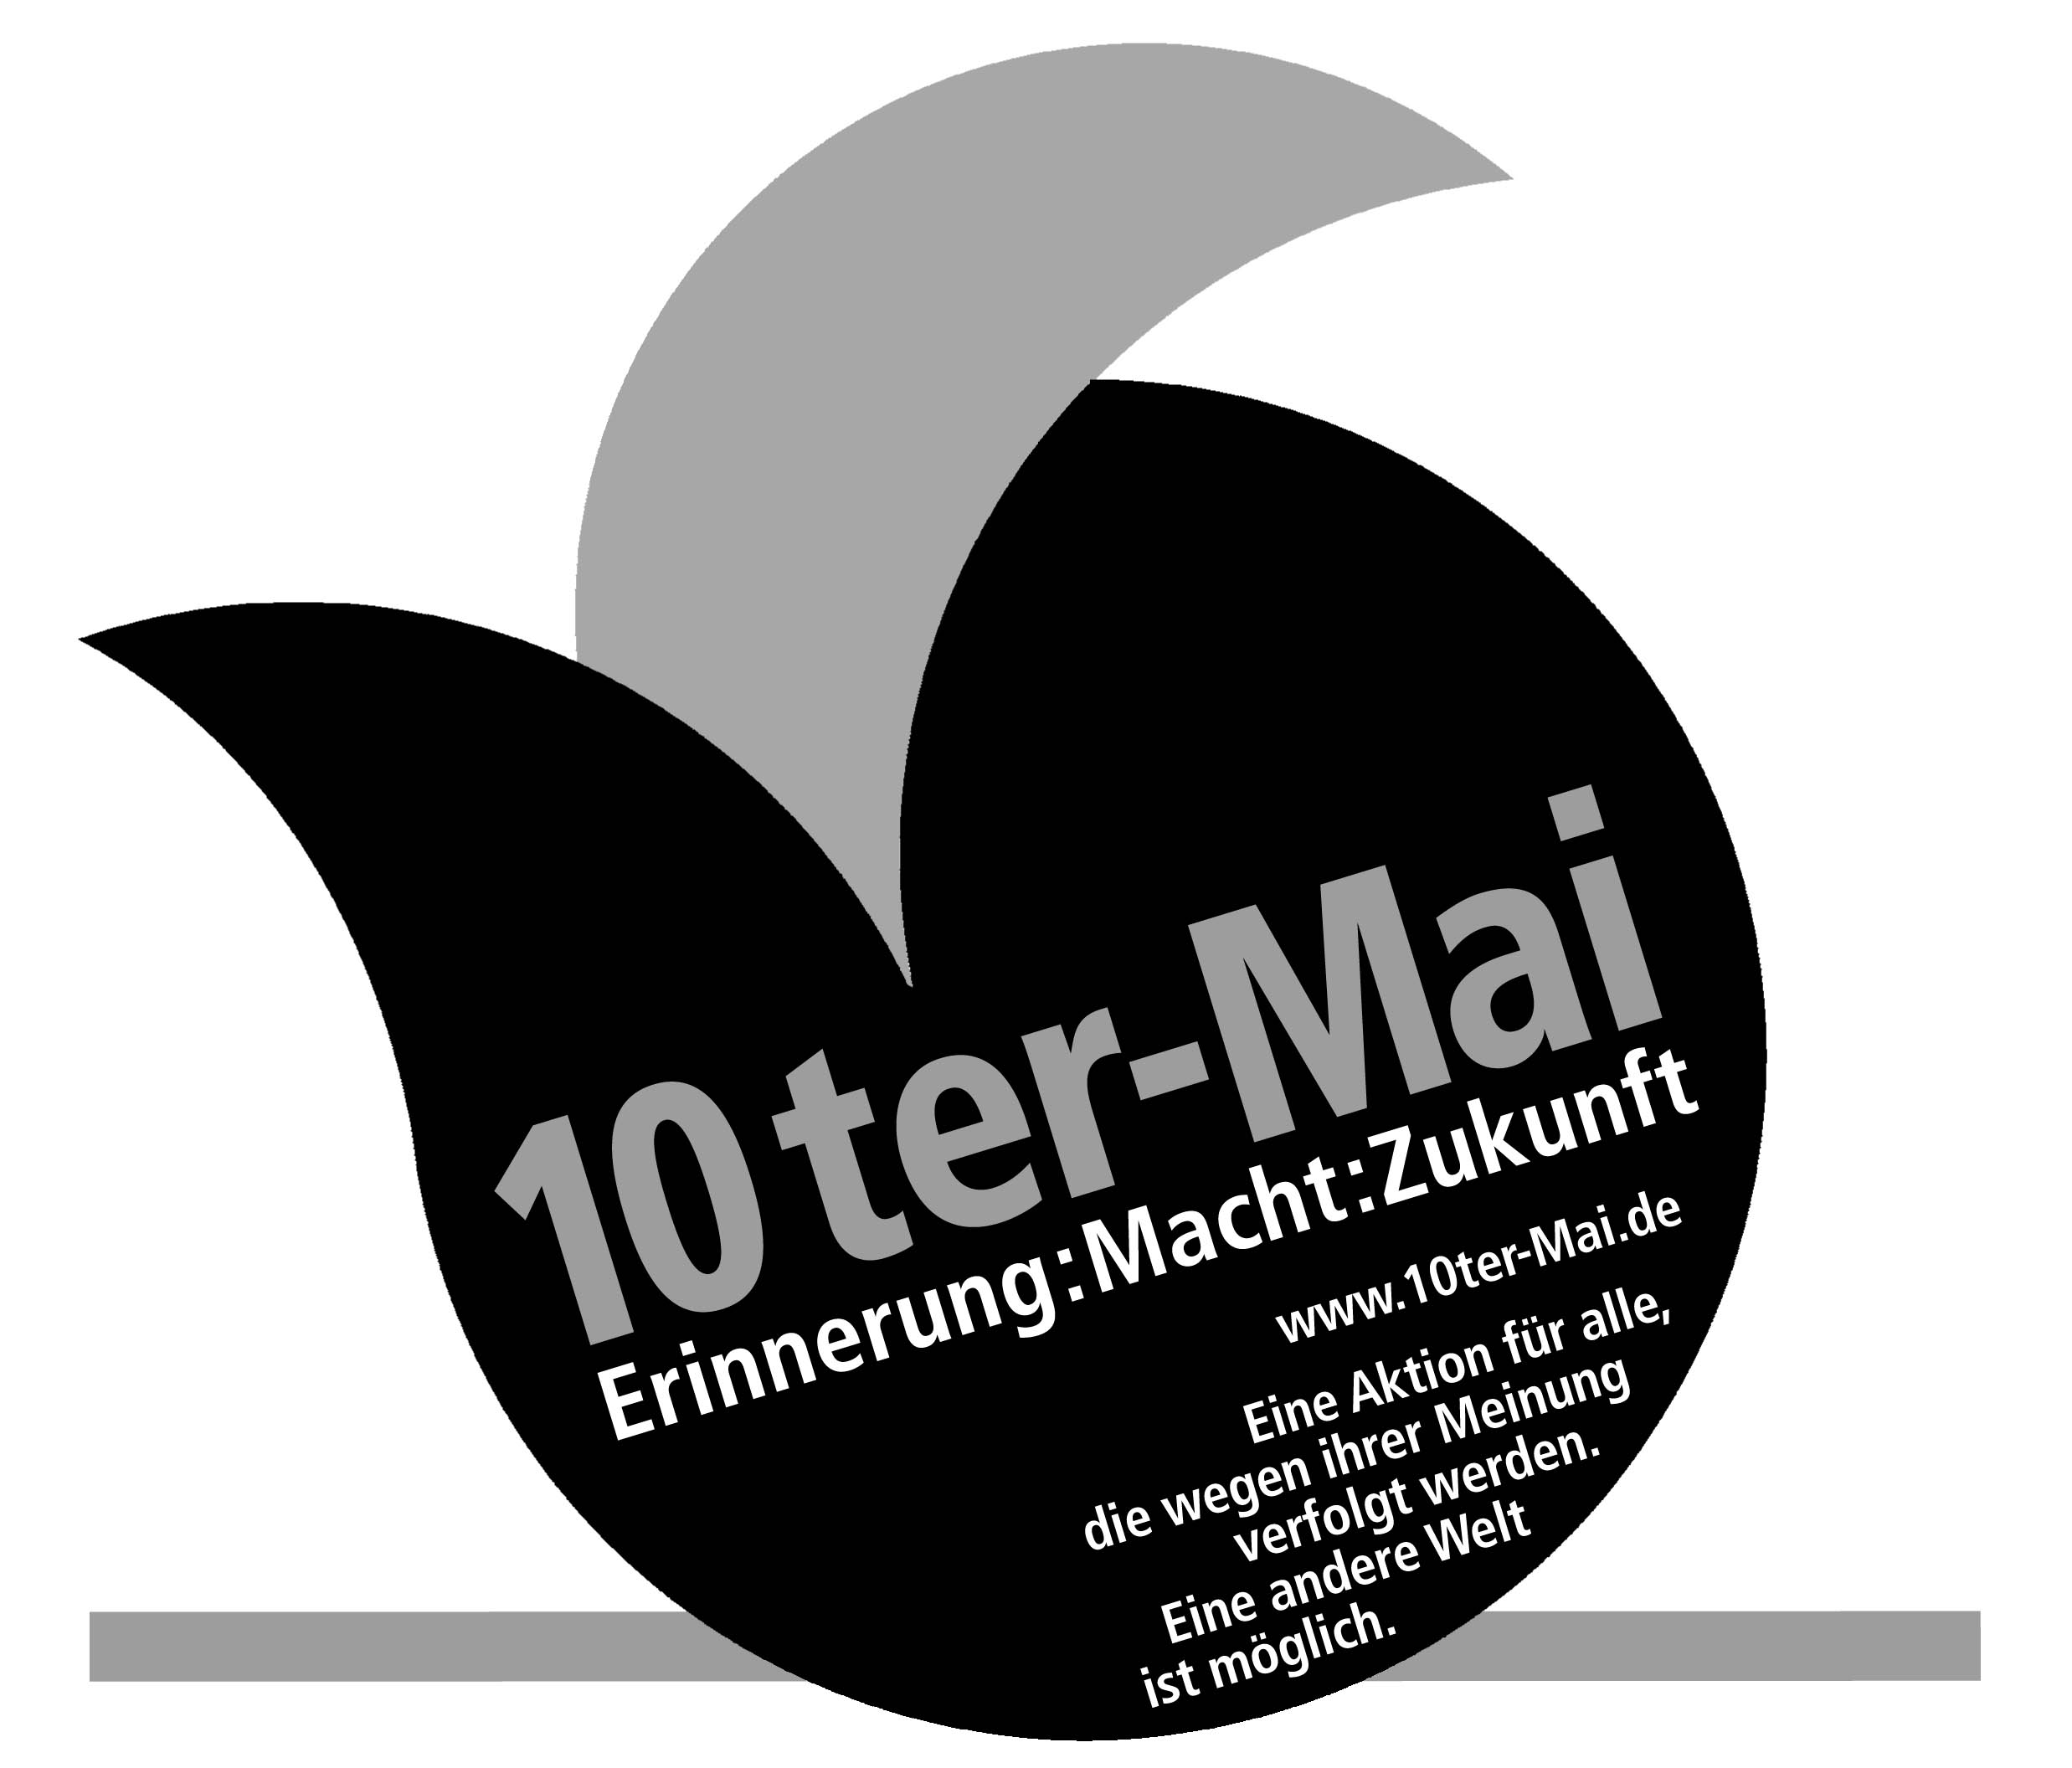 10ter-Mai
Erinnerung:Macht:Zukunft
www.10ter-Mai.de
Eine Aktion für alle,
die wegen ihrer Meinung
verfolgt werden.
Eine andere Welt
ist möglich.